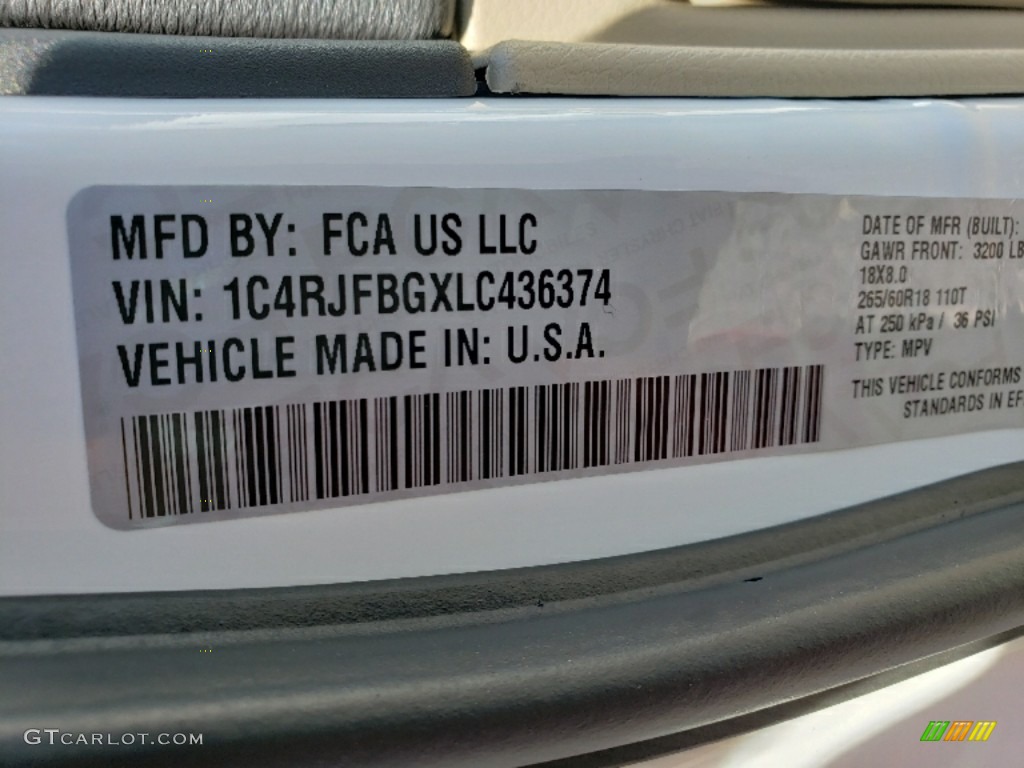 MFD BY: FCA US LLC
VIN: 1C4RJFBGXLC436374
VEHICLE MADE IN: U.S.A.
DATE OF MFR (BUILT):
GAWR FRONT: 3200 LB
18X8.0
265/60R18 110T
AT 250 kPa / 36 PSI
TYPE: MPV
THIS VEHICLE CONFORMS
STANDARDS IN EF
GTCARLOT.COM